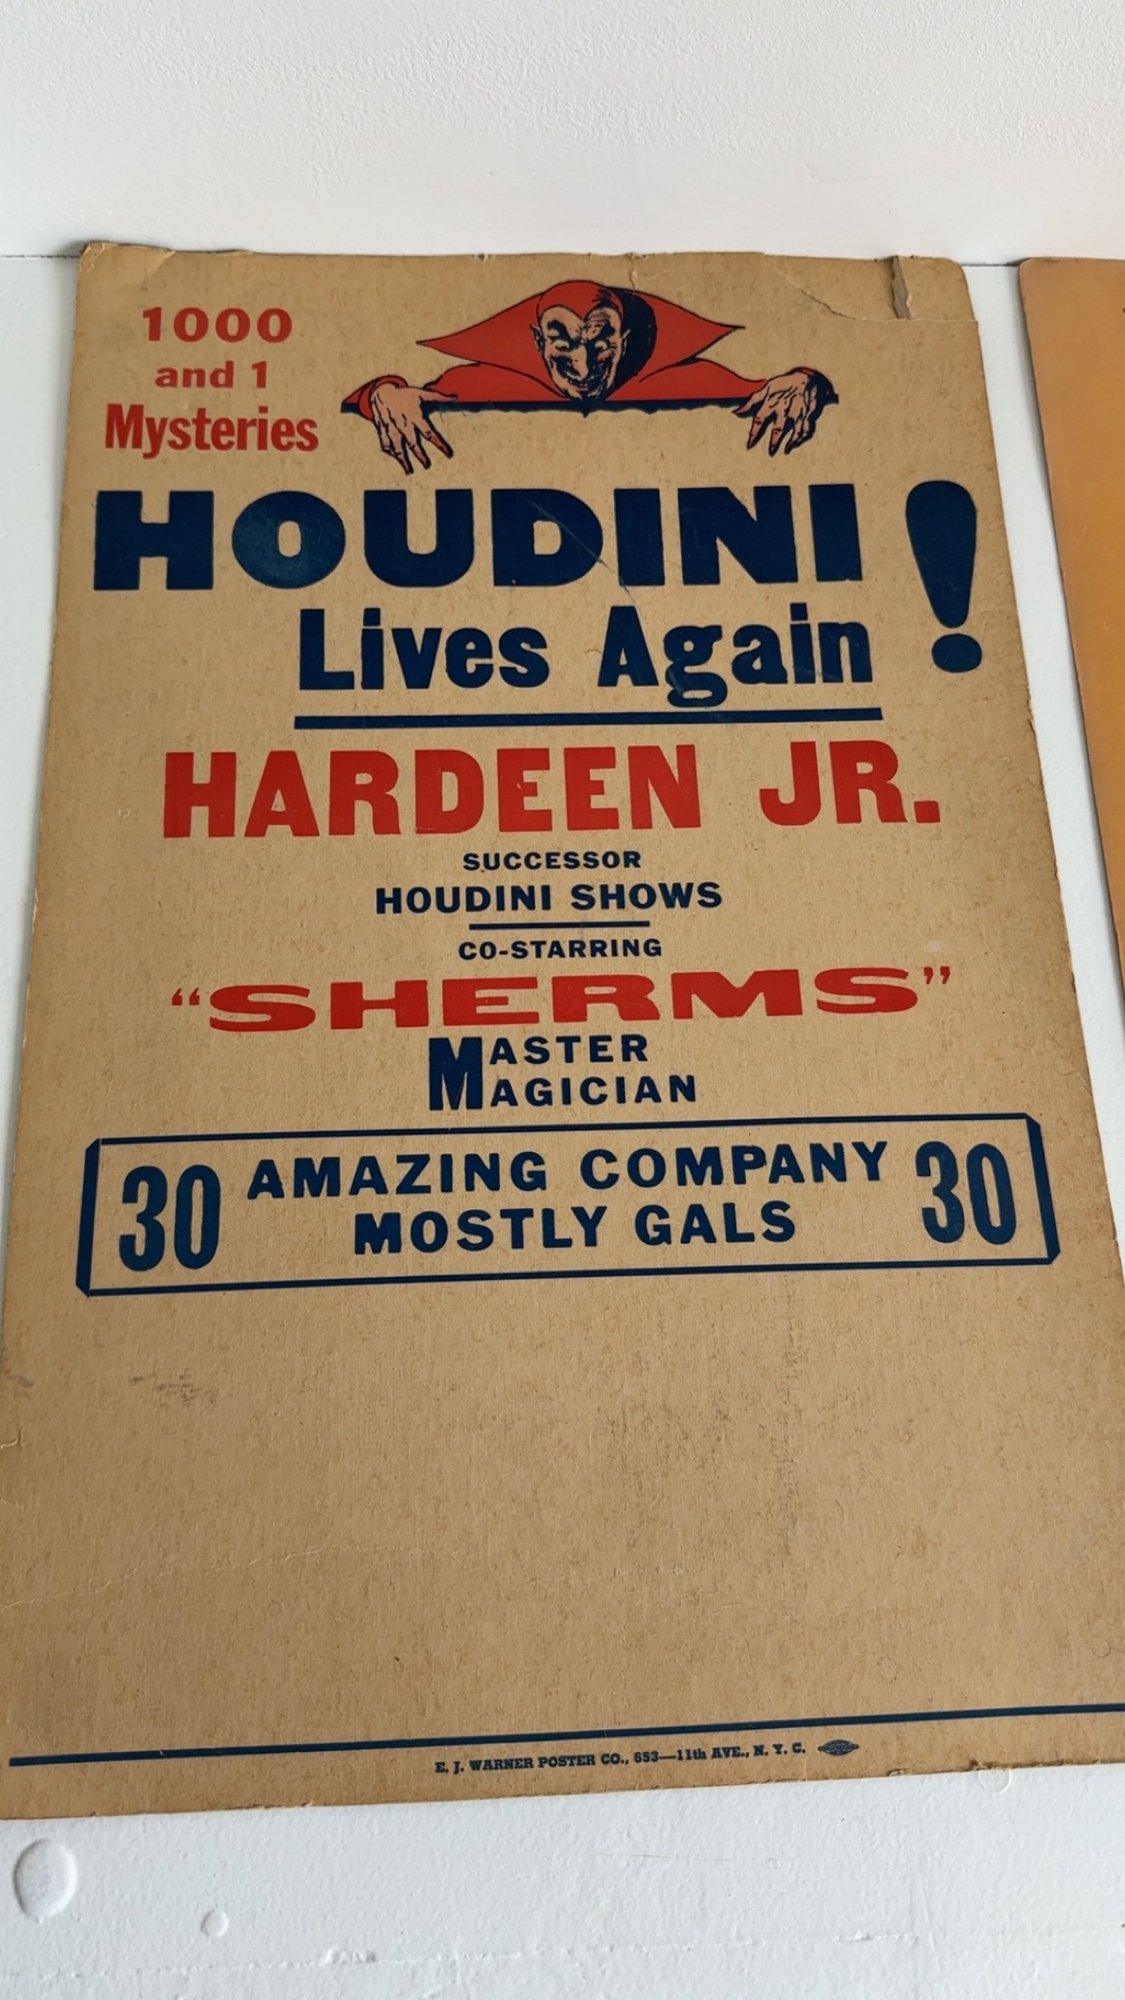 1000
and 1
Mysteries
HOUDINI!
Lives Again
HARDEEN JR.
SUCCESSOR
HOUDINI SHOWS
CO-STARRING
"SHERMS"
MASTER
MAGICIAN
30 AMAZING COMPANY 30
MOSTLY GALS
E. J. WARNER POSTER CO., 653—11th AVE., N. Y. C.